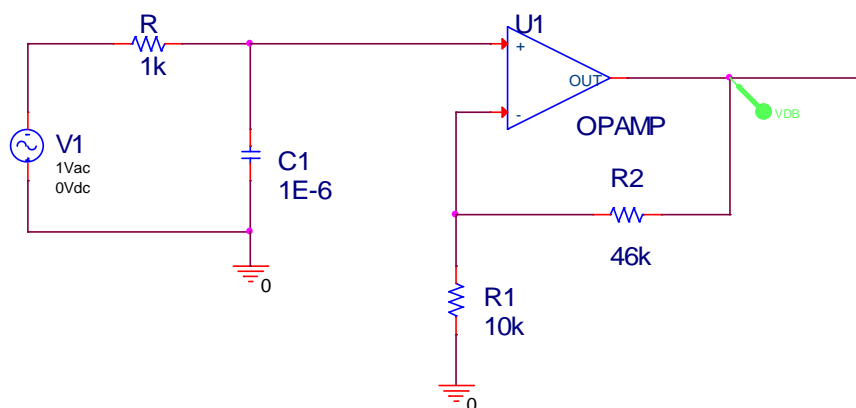 R
1k
V1
1Vac
0Vdc
C1
1E-6
0
U1
+
-
OUT
OPAMP
VDB
R2
46k
R1
10k
0